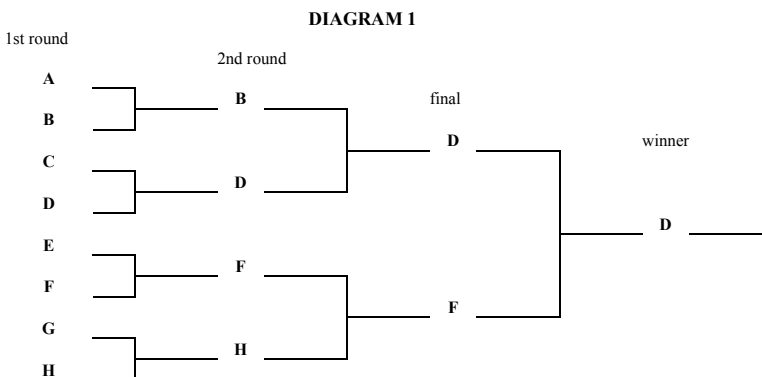 DIAGRAM 1
1st round
2nd round
final
winner
A
B
C
D
E
F
G
H
B
D
F
H
D
F
D